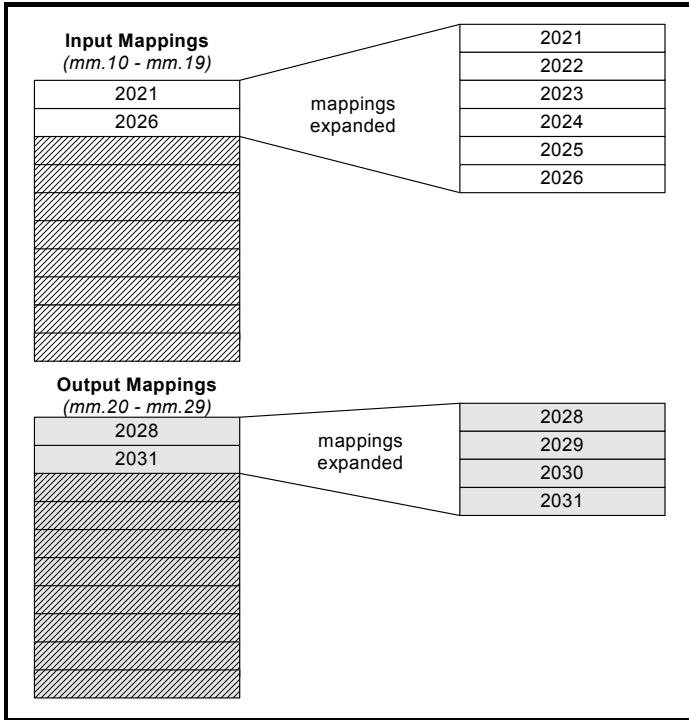 Input Mappings
(mm.10 - mm.19)
2021
2026
mappings
expanded
2021
2022
2023
2024
2025
2026
Output Mappings
(mm.20 - mm.29)
2028
2031
mappings
expanded
2028
2029
2030
2031